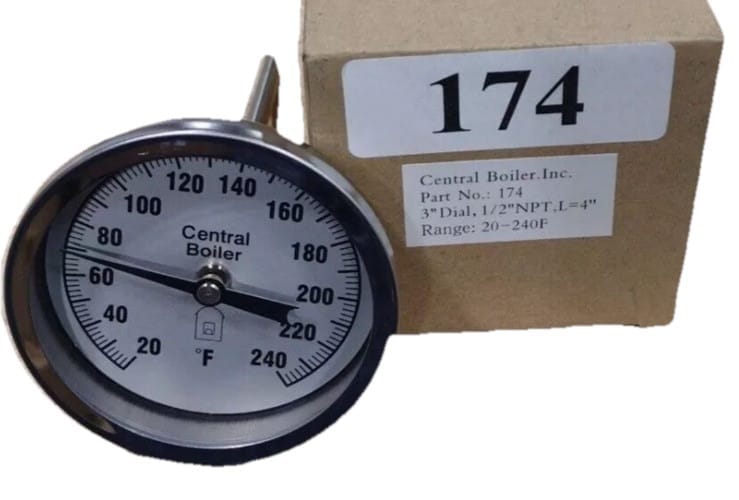 174
Central Boiler.Inc.
Part No.: 174
3"Dial, 1/2"NPT,L=4"
Range: 20-240F
120 140
100 160
Central
Boiler
80 180
60 200
40 220
20 °F 240